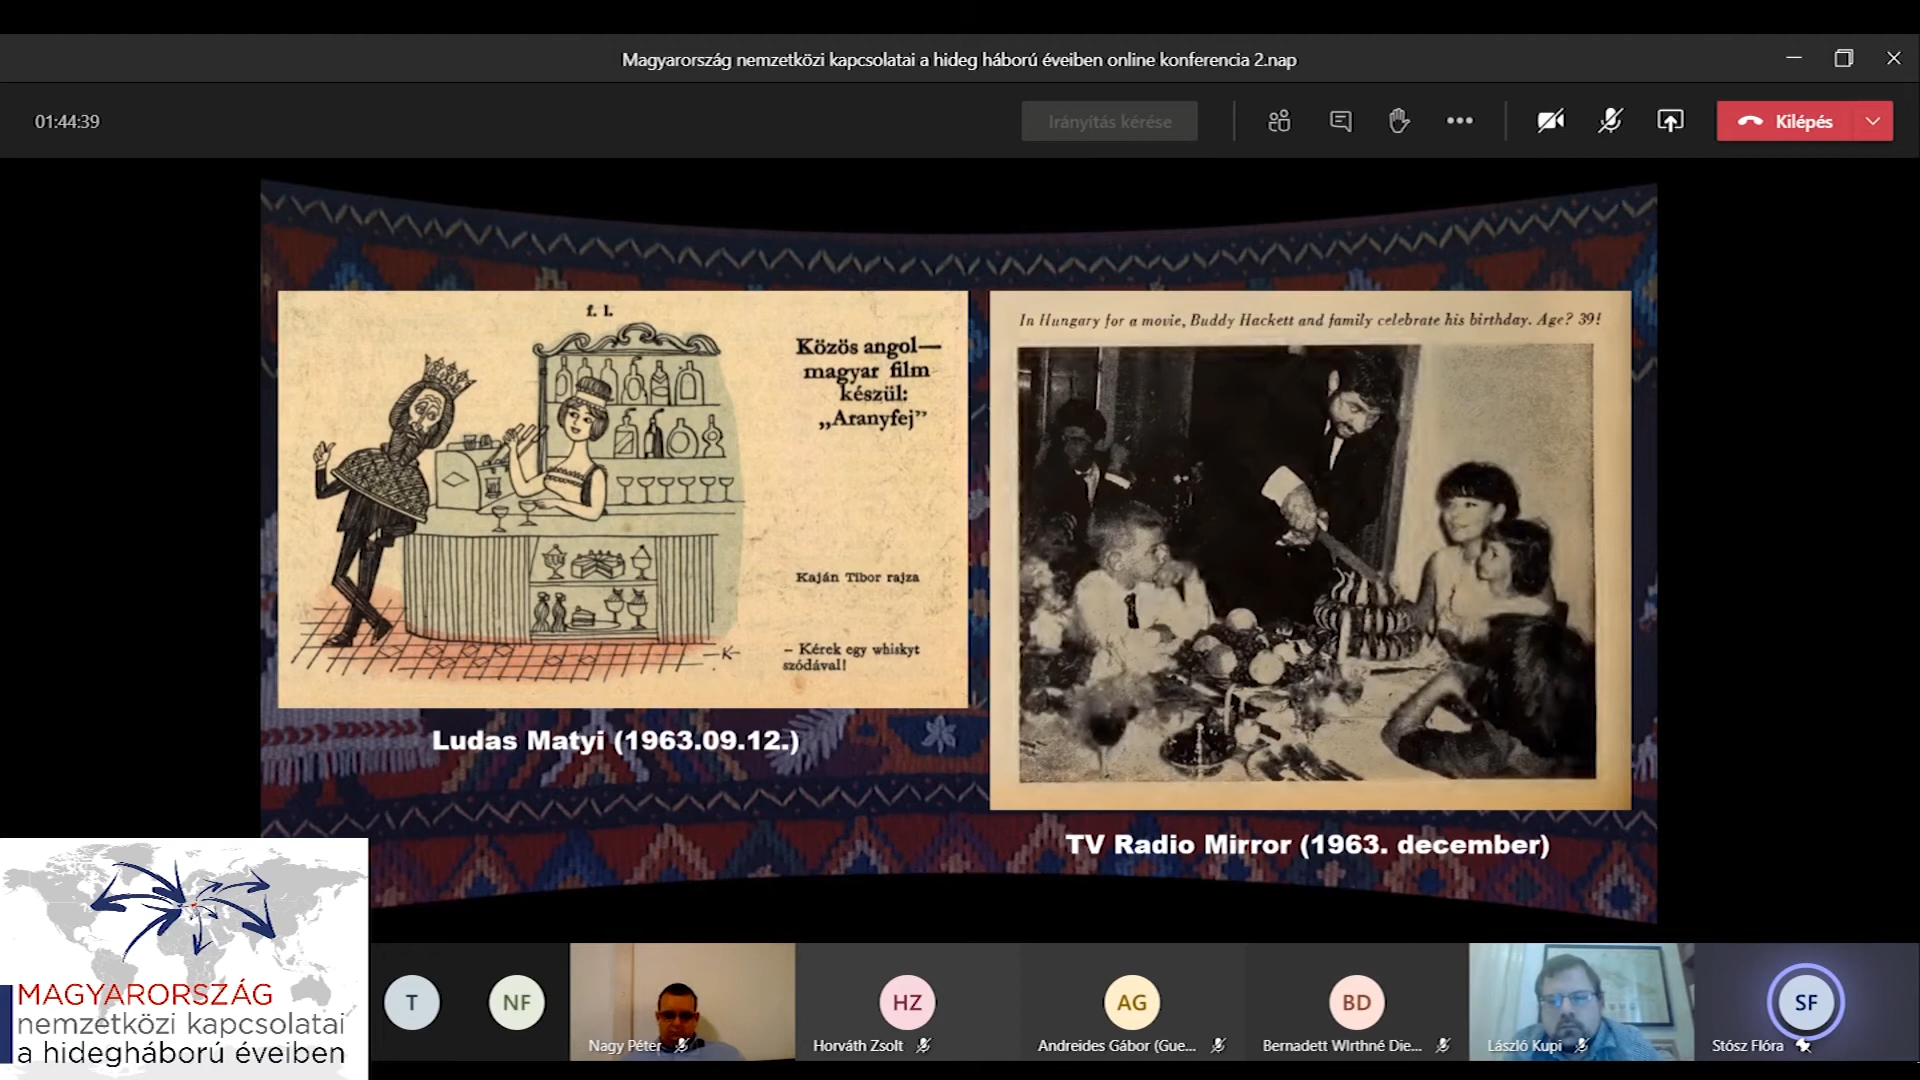 Magyarország nemzetközi kapcsolatai a hideg háború éveiben online konferencia 2.nap
01:44:39
Irányítás kérése
Kilépés
f. l.
Közös angol—
magyar film
készül:
„Aranyfej”
Kaján Tibor rajza
– Kérek egy whiskyt
szódával!
—K—
Ludas Matyi (1963.09.12.)
In Hungary for a movie, Buddy Hackett and family celebrate his birthday. Age? 39!
TV Radio Mirror (1963. december)
MAGYARORSZÁG
nemzetközi kapcsolatai
a hidegháború éveiben
T
NF
Nagy Péter
HZ
Horváth Zsolt
AG
Andreides Gábor (Gue...
BD
Bernadett WIrthné Die...
László Kupi
SF
Stósz Flóra